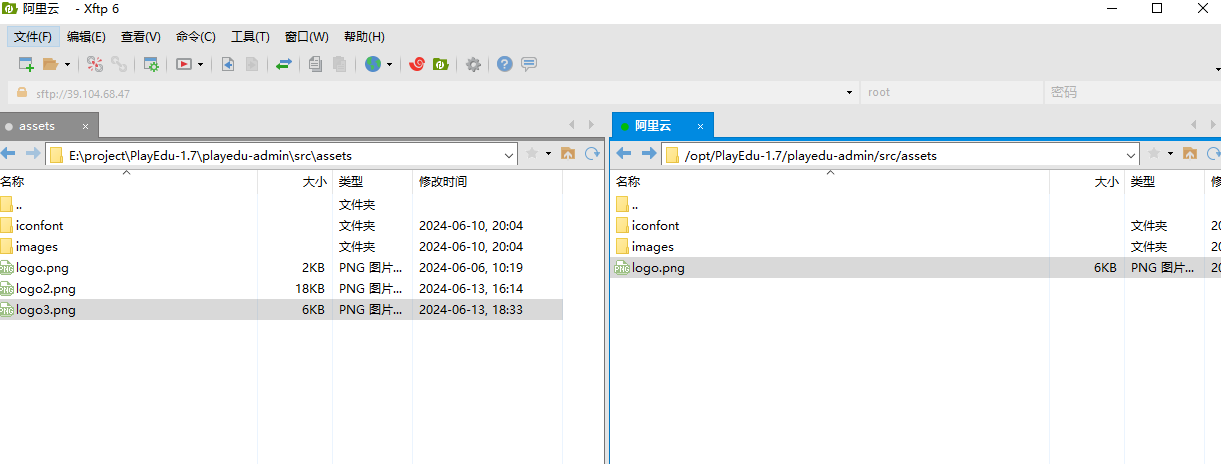 阿里云 - Xftp 6
文件(F) 编辑(E) 查看(V) 命令(C) 工具(T) 窗口(W) 帮助(H)
sftp://39.104.68.47 root 密码
assets × 阿里云 ×
E:\project\PlayEdu-1.7\playedu-admin\src\assets /opt/PlayEdu-1.7/playedu-admin/src/assets
名称 大小 类型 修改时间 名称 大小 类型 修
.. 文件夹 ..
iconfont 文件夹 2024-06-10, 20:04 iconfont 文件夹 20
images 文件夹 2024-06-10, 20:04 images 文件夹 20
logo.png 2KB PNG 图片... 2024-06-06, 10:19 logo.png 6KB PNG 图片... 20
logo2.png 18KB PNG 图片... 2024-06-13, 16:14
logo3.png 6KB PNG 图片... 2024-06-13, 18:33